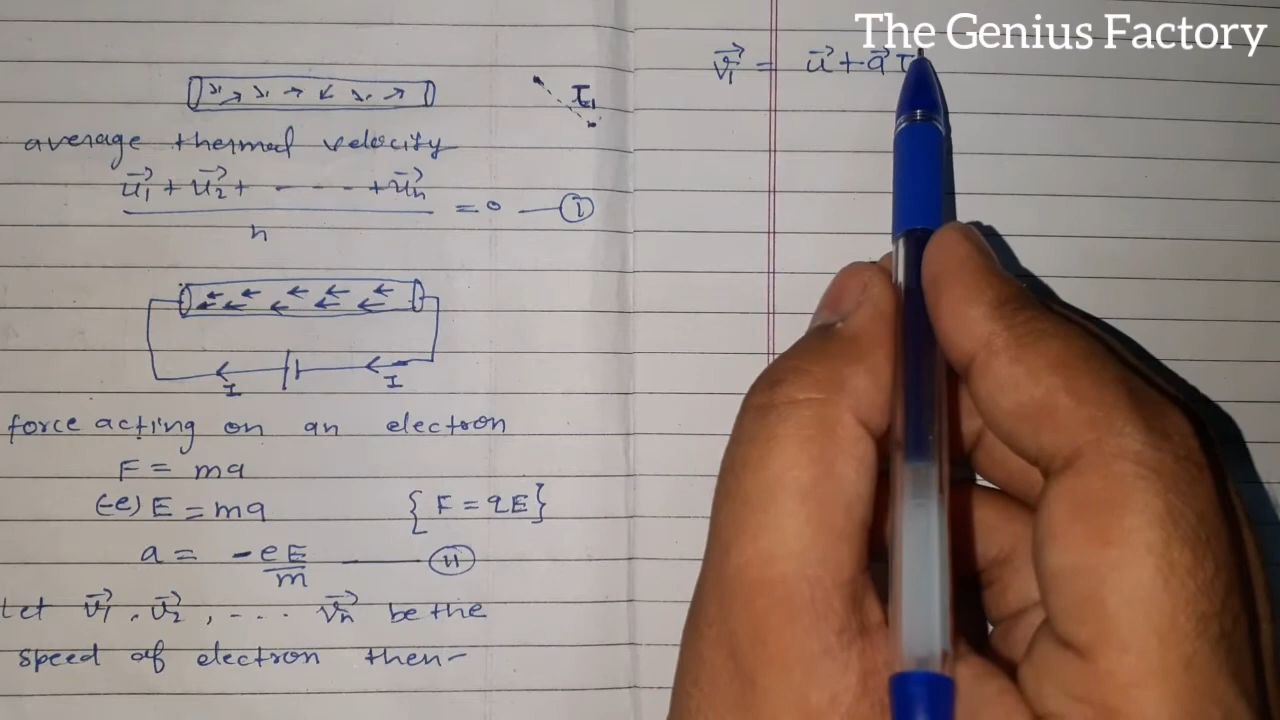 The Genius Factory
τ₁
average thermal velocity
u⃗₁ + u⃗₂ + - - - - + u⃗ₙ
n
= 0 — (i)
I I
force acting on an electron
F = ma
(-e) E = ma { F = qE }
a = -eE/m — (ii)
Let v⃗₁, v⃗₂, - - . . v⃗ₙ be the
speed of electron then-
v⃗₁ = u⃗ + a⃗ τ